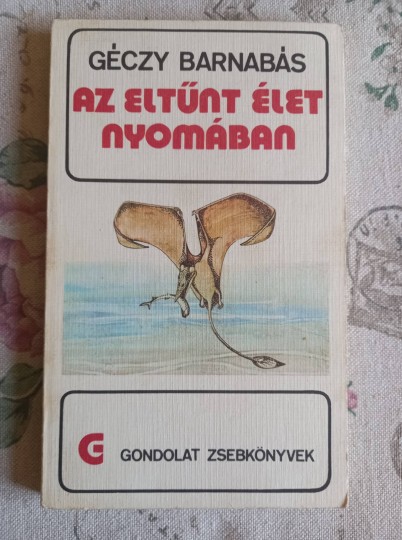 GÉCZY BARNABÁS
AZ ELTŰNT ÉLET
NYOMÁBAN
G GONDOLAT ZSEBKÖNYVEK